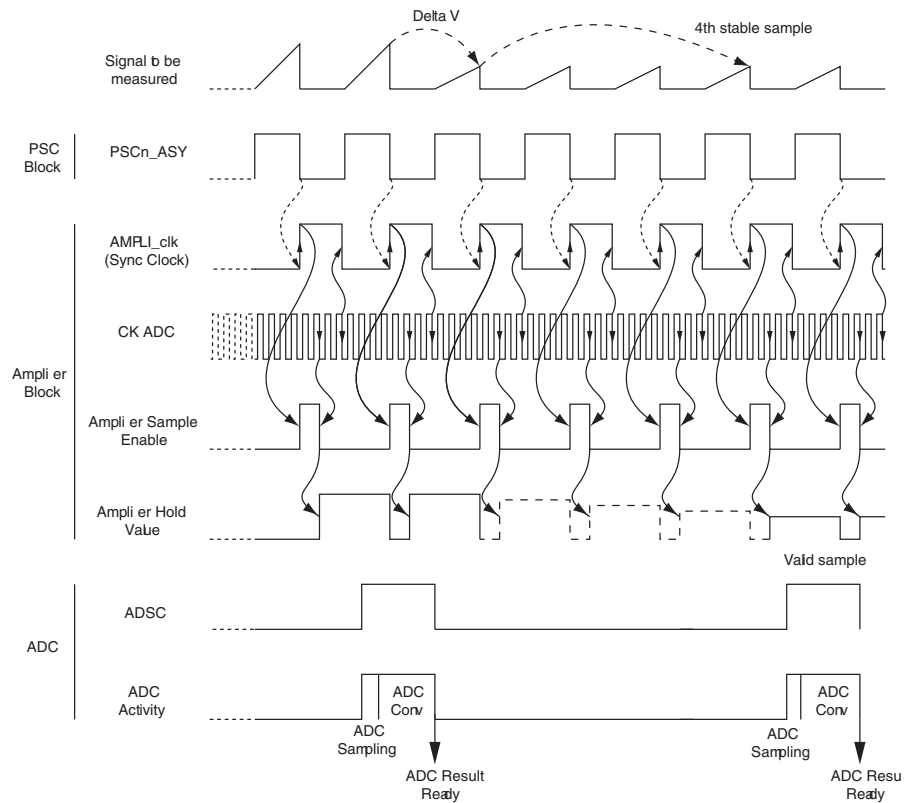 Delta V
4th stable sample
Signal to be
measured
PSC
Block
PSCn_ASY
AMPLI_clk
(Sync Clock)
CK ADC
Ampli er
Block
Ampli er Sample
Enable
Ampli er Hold
Value
Valid sample
ADSC
ADC
ADC
Activity
ADC
Conv
ADC
Conv
ADC
Sampling
ADC
Sampling
ADC Result
Ready
ADC Resu
Ready